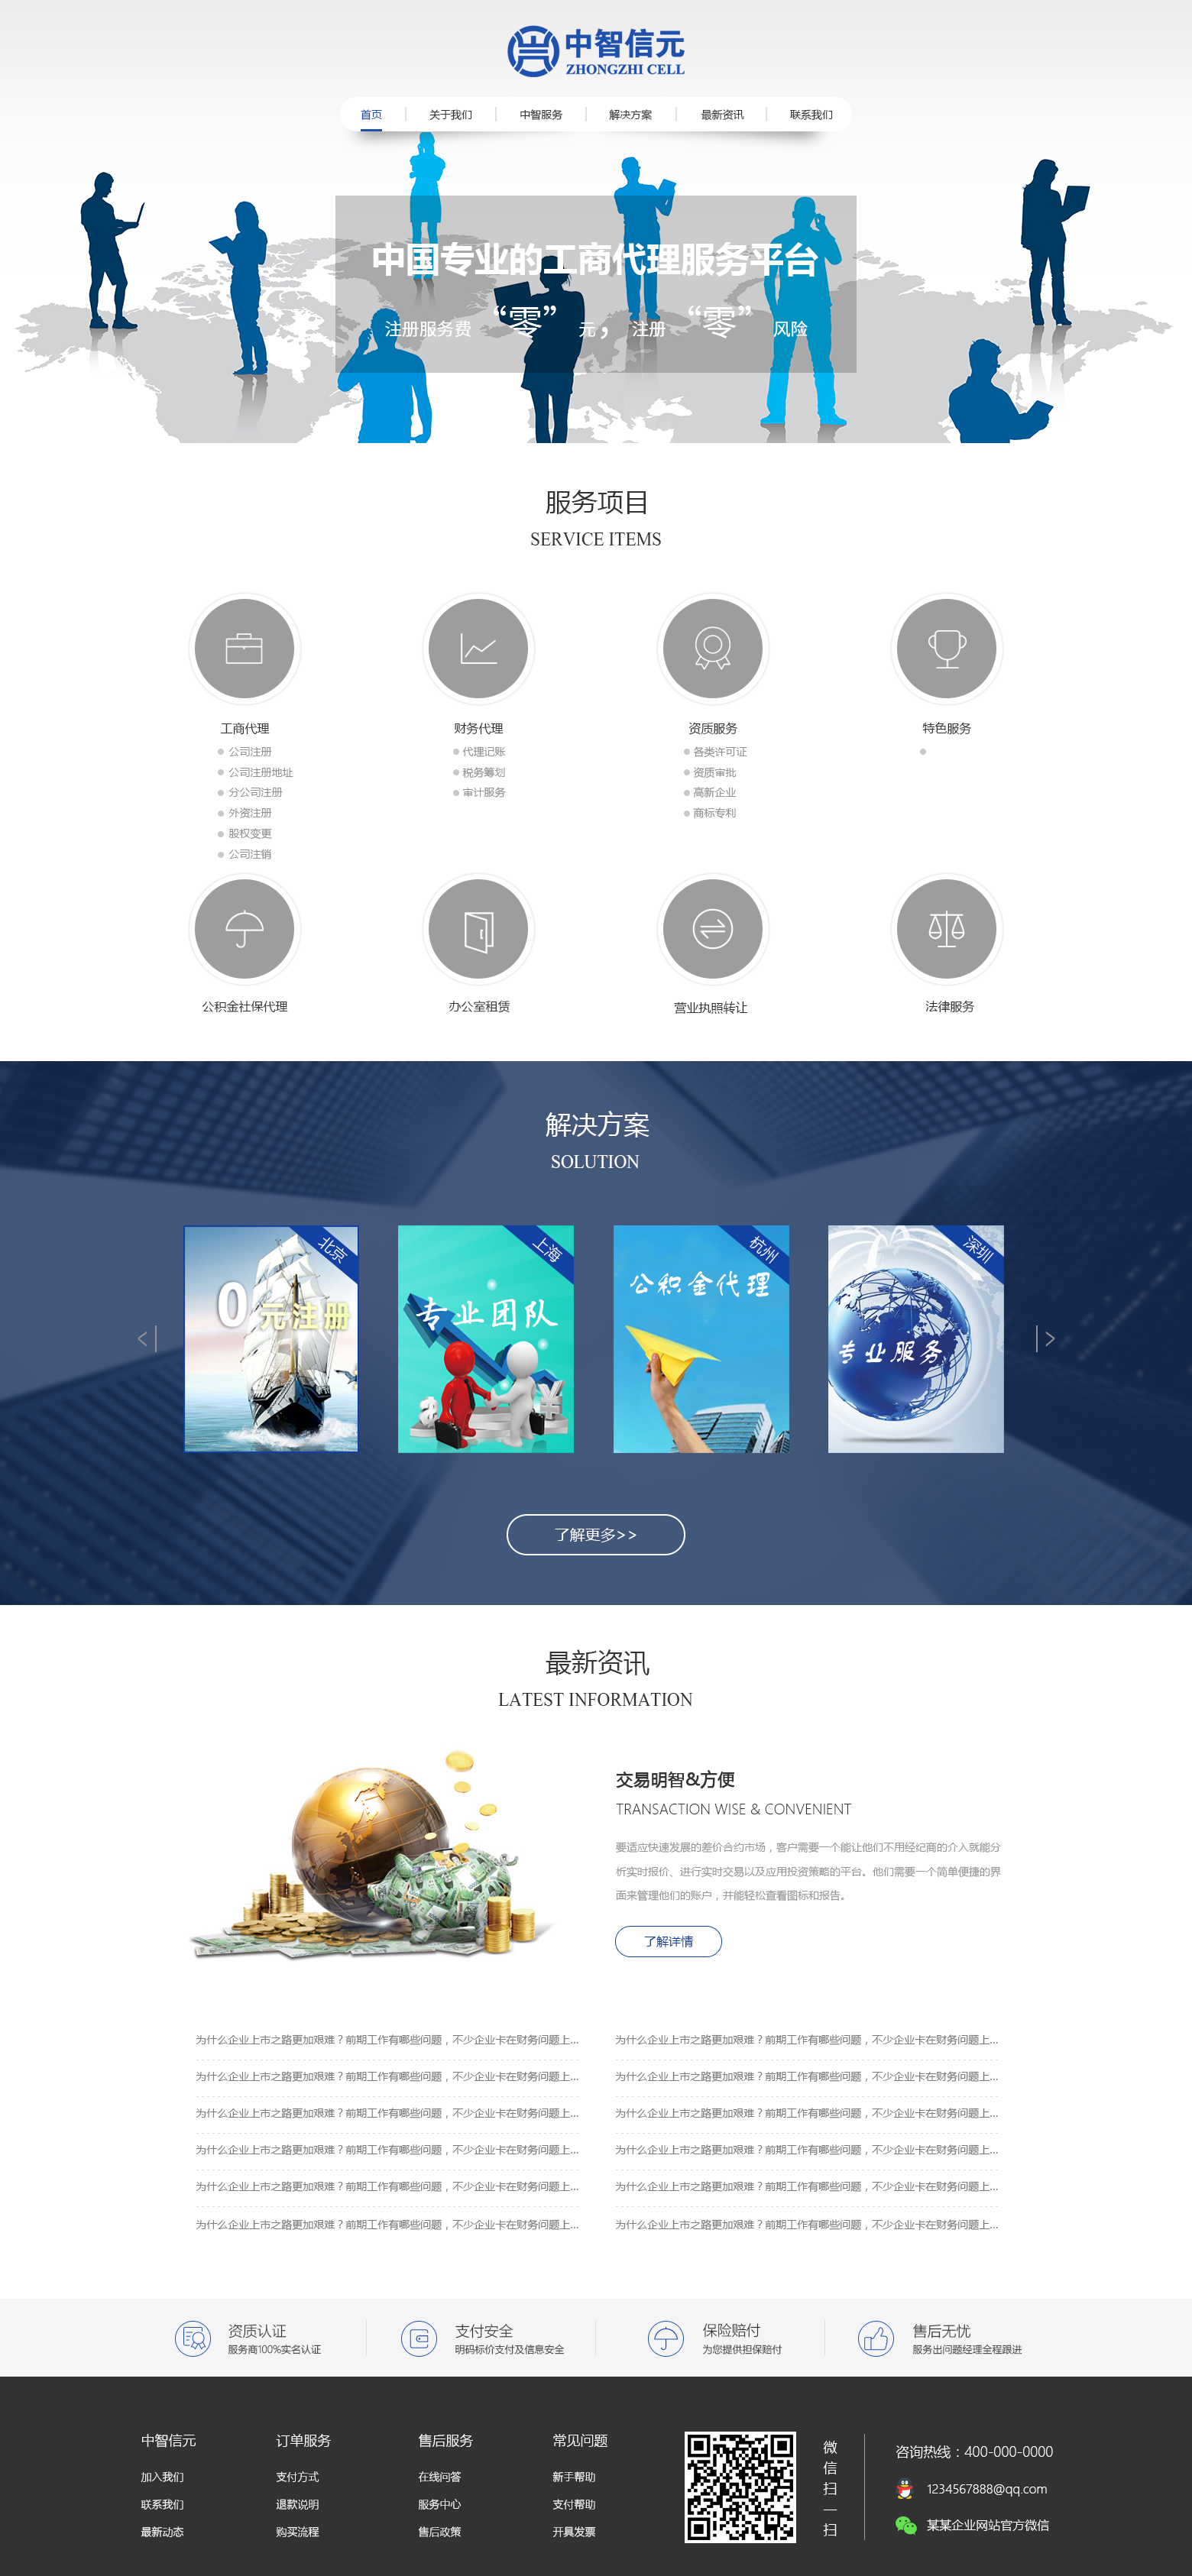 中智信元
ZHONGZHI CELL
首页 关于我们 中智服务 解决方案 最新资讯 联系我们
中国专业的工商代理服务平台
注册服务费 “零” 元， 注册 “零” 风险
服务项目
SERVICE ITEMS
工商代理
公司注册
公司注册地址
分公司注册
外资注册
股权变更
公司注销
财务代理
代理记账
税务筹划
审计服务
资质服务
各类许可证
资质审批
高新企业
商标专利
特色服务
公积金社保代理
办公室租赁
营业执照转让
法律服务
解决方案
SOLUTION
北京
0元注册
上海
专业团队
杭州
公积金代理
深圳
专业服务
了解更多>>
最新资讯
LATEST INFORMATION
交易明智&方便
TRANSACTION WISE & CONVENIENT
要适应快速发展的差价合约市场，客户需要一个能让他们不用经纪商的介入就能分
析实时报价、进行实时交易以及应用投资策略的平台。他们需要一个简单便捷的界
面来管理他们的账户，并能轻松查看图标和报告。
了解详情
为什么企业上市之路更加艰难？前期工作有哪些问题，不少企业卡在财务问题上...
为什么企业上市之路更加艰难？前期工作有哪些问题，不少企业卡在财务问题上...
为什么企业上市之路更加艰难？前期工作有哪些问题，不少企业卡在财务问题上...
为什么企业上市之路更加艰难？前期工作有哪些问题，不少企业卡在财务问题上...
为什么企业上市之路更加艰难？前期工作有哪些问题，不少企业卡在财务问题上...
为什么企业上市之路更加艰难？前期工作有哪些问题，不少企业卡在财务问题上...
为什么企业上市之路更加艰难？前期工作有哪些问题，不少企业卡在财务问题上...
为什么企业上市之路更加艰难？前期工作有哪些问题，不少企业卡在财务问题上...
为什么企业上市之路更加艰难？前期工作有哪些问题，不少企业卡在财务问题上...
为什么企业上市之路更加艰难？前期工作有哪些问题，不少企业卡在财务问题上...
为什么企业上市之路更加艰难？前期工作有哪些问题，不少企业卡在财务问题上...
为什么企业上市之路更加艰难？前期工作有哪些问题，不少企业卡在财务问题上...
资质认证
服务商100%实名认证
支付安全
明码标价支付及信息安全
保险赔付
为您提供担保赔付
售后无忧
服务出问题经理全程跟进
中智信元
加入我们
联系我们
最新动态
订单服务
支付方式
退款说明
购买流程
售后服务
在线问答
服务中心
售后政策
常见问题
新手帮助
支付帮助
开具发票
微信扫一扫
咨询热线：400-000-0000
1234567888@qq.com
某某企业网站官方微信